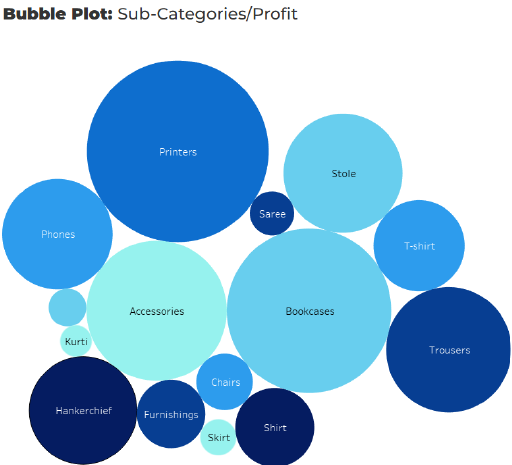 Bubble Plot: Sub-Categories/Profit
Printers
Stole
Saree
Phones
T-shirt
Accessories
Bookcases
Kurti
Trousers
Chairs
Hankerchief
Furnishings
Shirt
Skirt